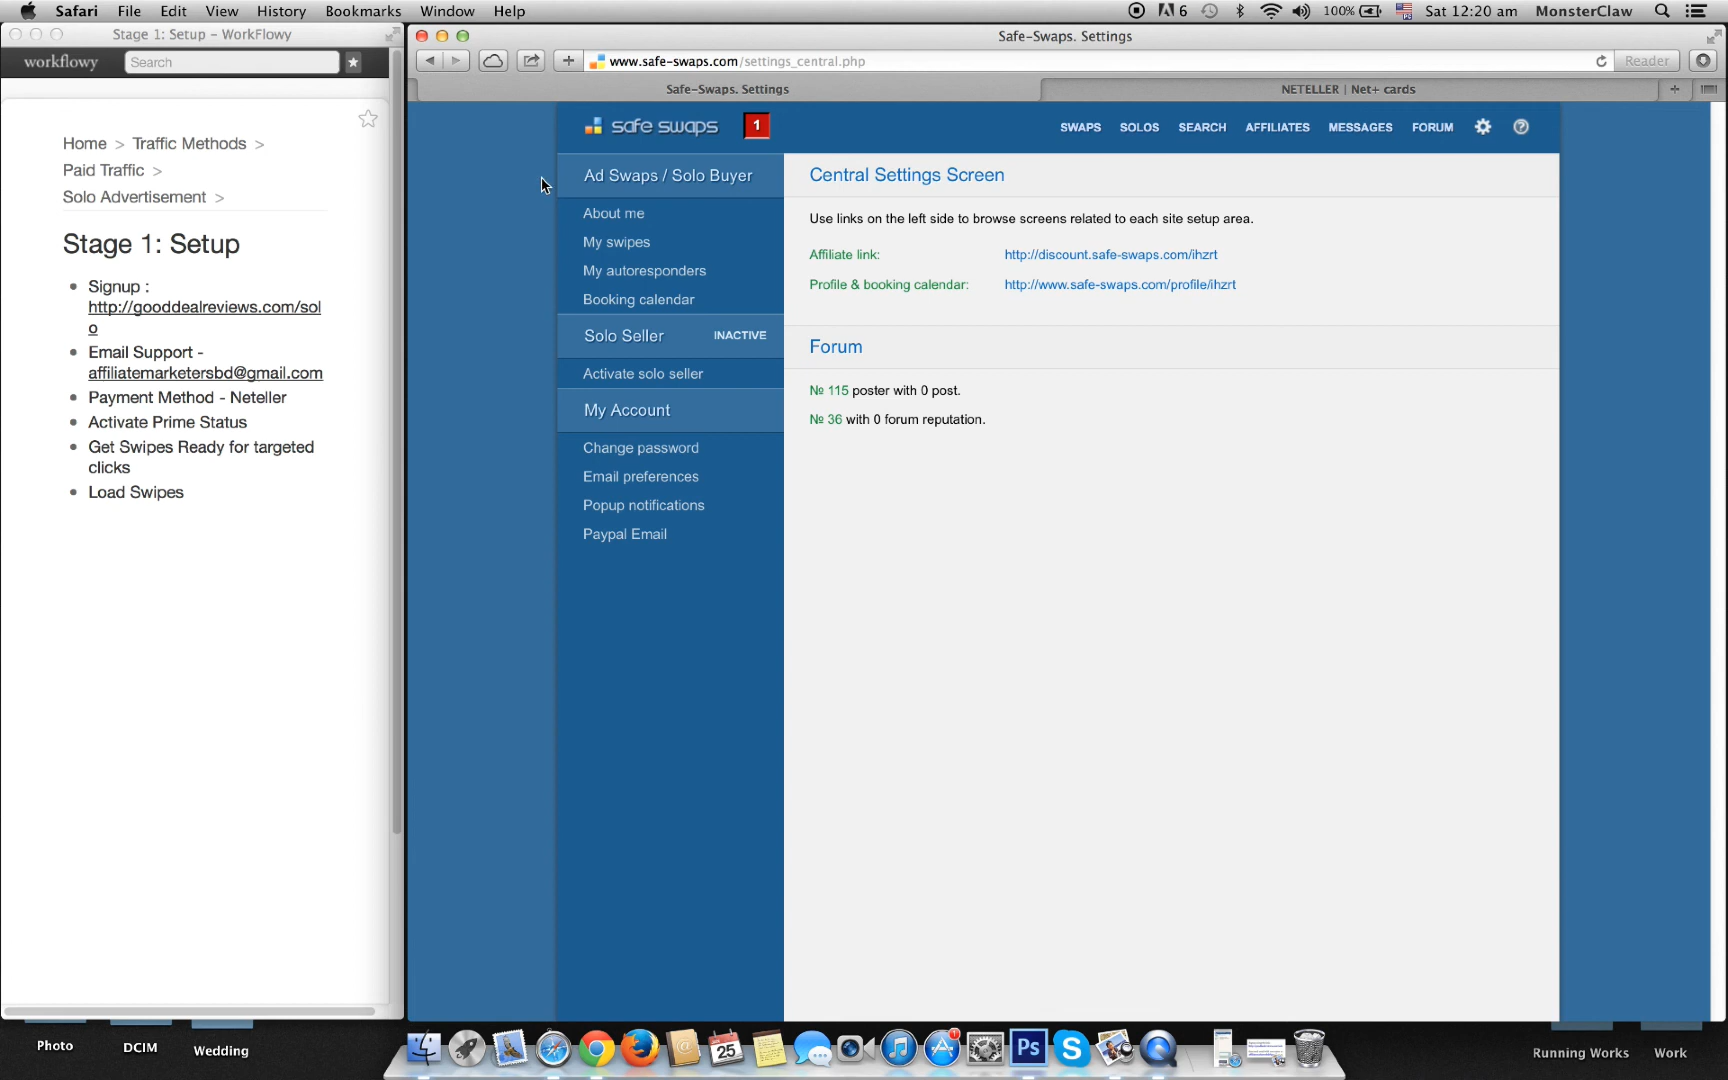 Safari File Edit View History Bookmarks Window Help 6 100% Sat 12:20 am MonsterClaw
Stage 1: Setup - WorkFlowy
workflowy Search
Home > Traffic Methods >
Paid Traffic >
Solo Advertisement >
Stage 1: Setup
Signup :
http://gooddealreviews.com/sol
o
Email Support -
affiliatemarketersbd@gmail.com
Payment Method - Neteller
Activate Prime Status
Get Swipes Ready for targeted
clicks
Load Swipes
Safe-Swaps. Settings
www.safe-swaps.com/settings_central.php Reader
Safe-Swaps. Settings NETELLER | Net+ cards
safe swaps 1 SWAPS SOLOS SEARCH AFFILIATES MESSAGES FORUM ?
Ad Swaps / Solo Buyer
About me
My swipes
My autoresponders
Booking calendar
Solo Seller INACTIVE
Activate solo seller
My Account
Change password
Email preferences
Popup notifications
Paypal Email
Central Settings Screen
Use links on the left side to browse screens related to each site setup area.
Affiliate link: http://discount.safe-swaps.com/ihzrt
Profile & booking calendar: http://www.safe-swaps.com/profile/ihzrt
Forum
№ 115 poster with 0 post.
№ 36 with 0 forum reputation.
Photo DCIM Wedding
25
Ps
Running Works Work